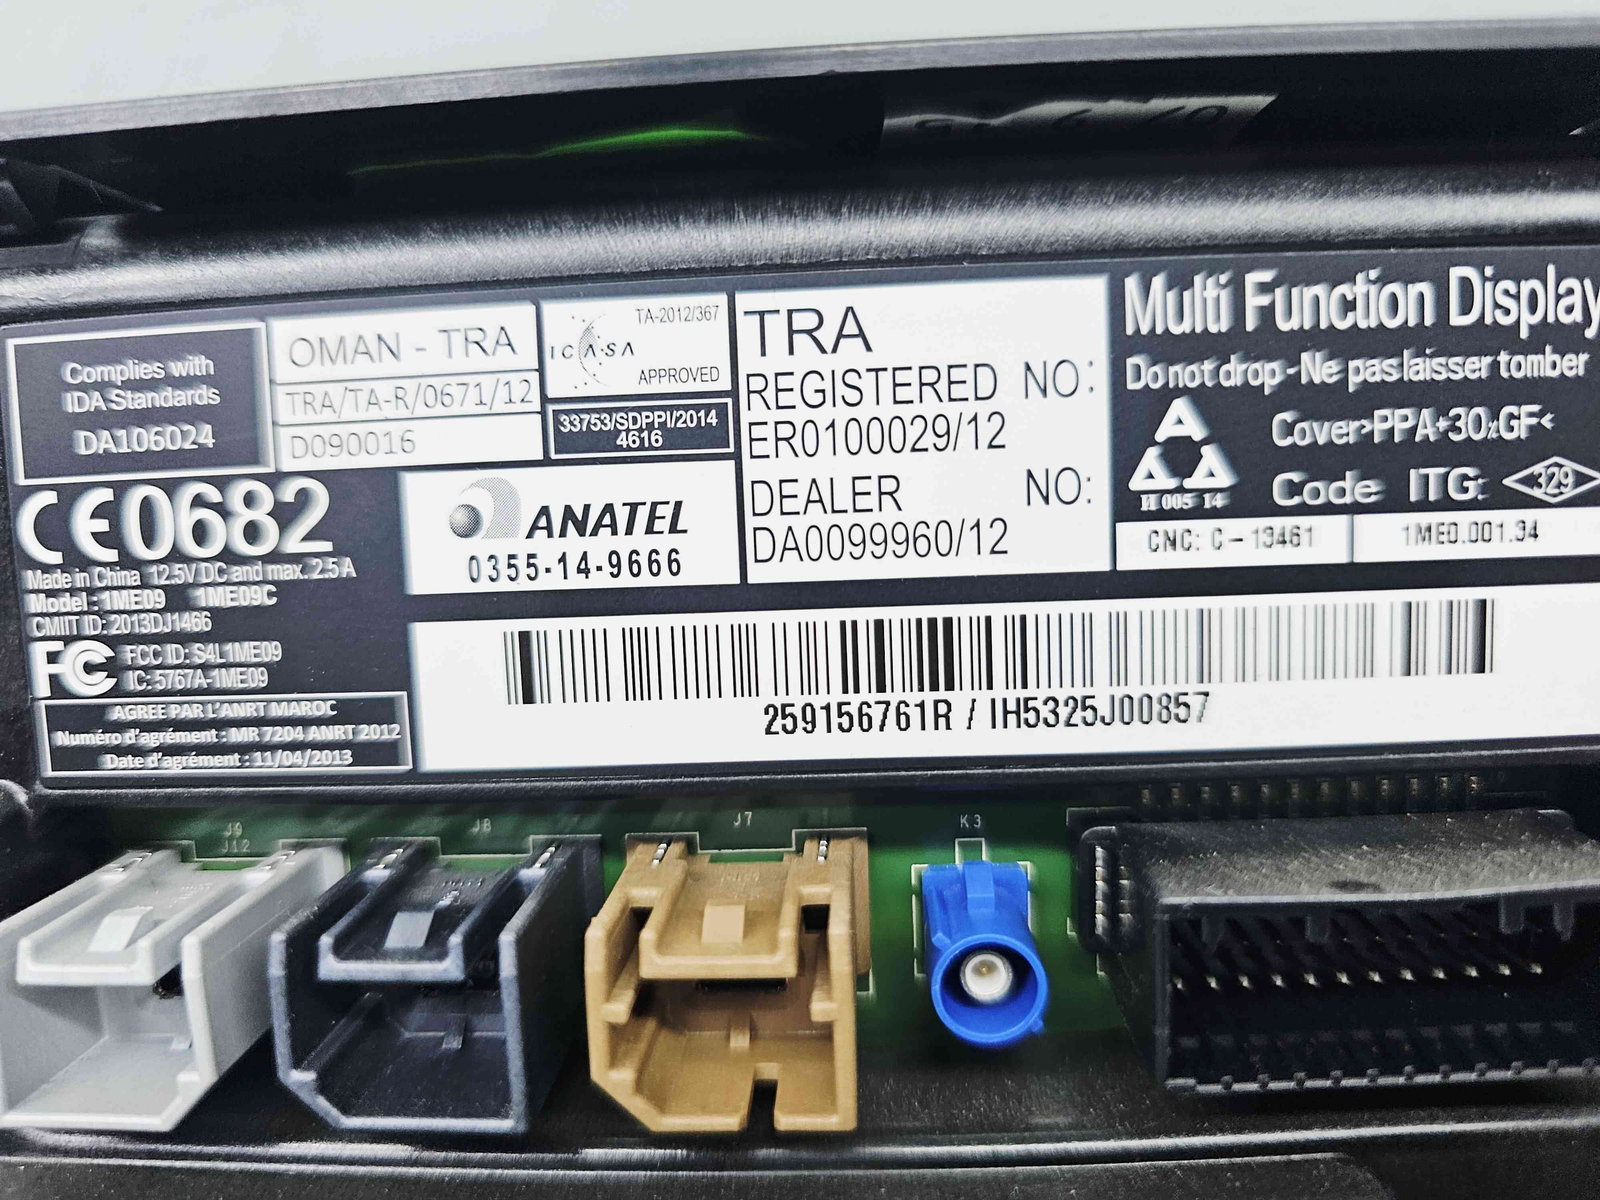 Complies with
IDA Standards
DA106024
OMAN - TRA
TRA/TA-R/0671/12
D090016
TA-2012/367
ICASA
APPROVED
33753/SDPPI/2014
4616
TRA
REGISTERED NO:
ER0100029/12
DEALER NO:
DA0099960/12
Multi Function Display
Do not drop - Ne pas laisser tomber
Cover>PPA+30%GF<
H 005 14
Code ITG: 329
CNC: C-13461
1ME0.001.34
CE0682
Made in China 12.5V DC and max. 2.5 A
Model : 1ME09 1ME09C
CMIIT ID: 2013DJ1466
FC
FCC ID: S4L1ME09
IC: 5767A-1ME09
ANATEL
0355-14-9666
AGREE PAR L'ANRT MAROC
Numéro d'agrément : MR 7204 ANRT 2012
Date d'agrément : 11/04/2013
259156761R / IH5325J00857
J9
J12
J8
J7
K3